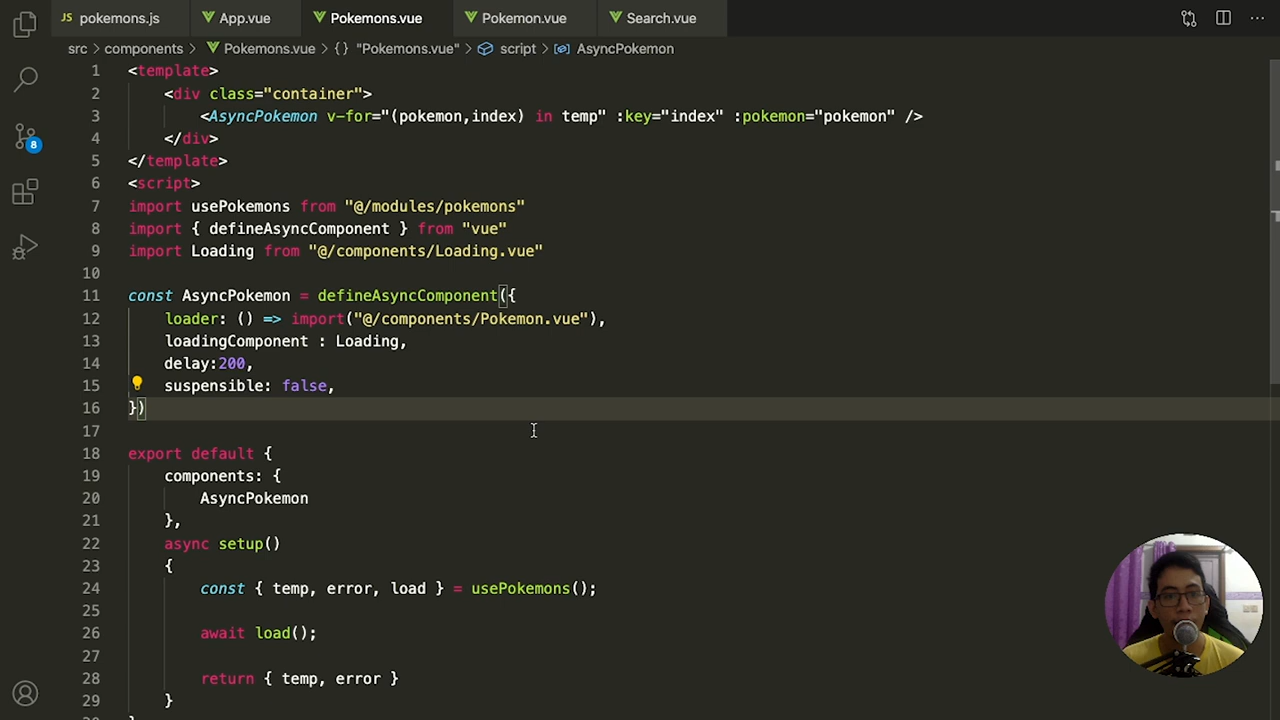 pokemons.js App.vue Pokemons.vue Pokemon.vue Search.vue
src > components > Pokemons.vue > {} "Pokemons.vue" > script > AsyncPokemon
1 <template>
2 <div class="container">
3 <AsyncPokemon v-for="(pokemon,index) in temp" :key="index" :pokemon="pokemon" />
4 </div>
5 </template>
6 <script>
7 import usePokemons from "@/modules/pokemons"
8 import { defineAsyncComponent } from "vue"
9 import Loading from "@/components/Loading.vue"
10
11 const AsyncPokemon = defineAsyncComponent({
12 loader: () => import("@/components/Pokemon.vue"),
13 loadingComponent : Loading,
14 delay:200,
15 suspensible: false,
16 })
17
18 export default {
19 components: {
20 AsyncPokemon
21 },
22 async setup()
23 {
24 const { temp, error, load } = usePokemons();
25
26 await load();
27
28 return { temp, error }
29 }
8